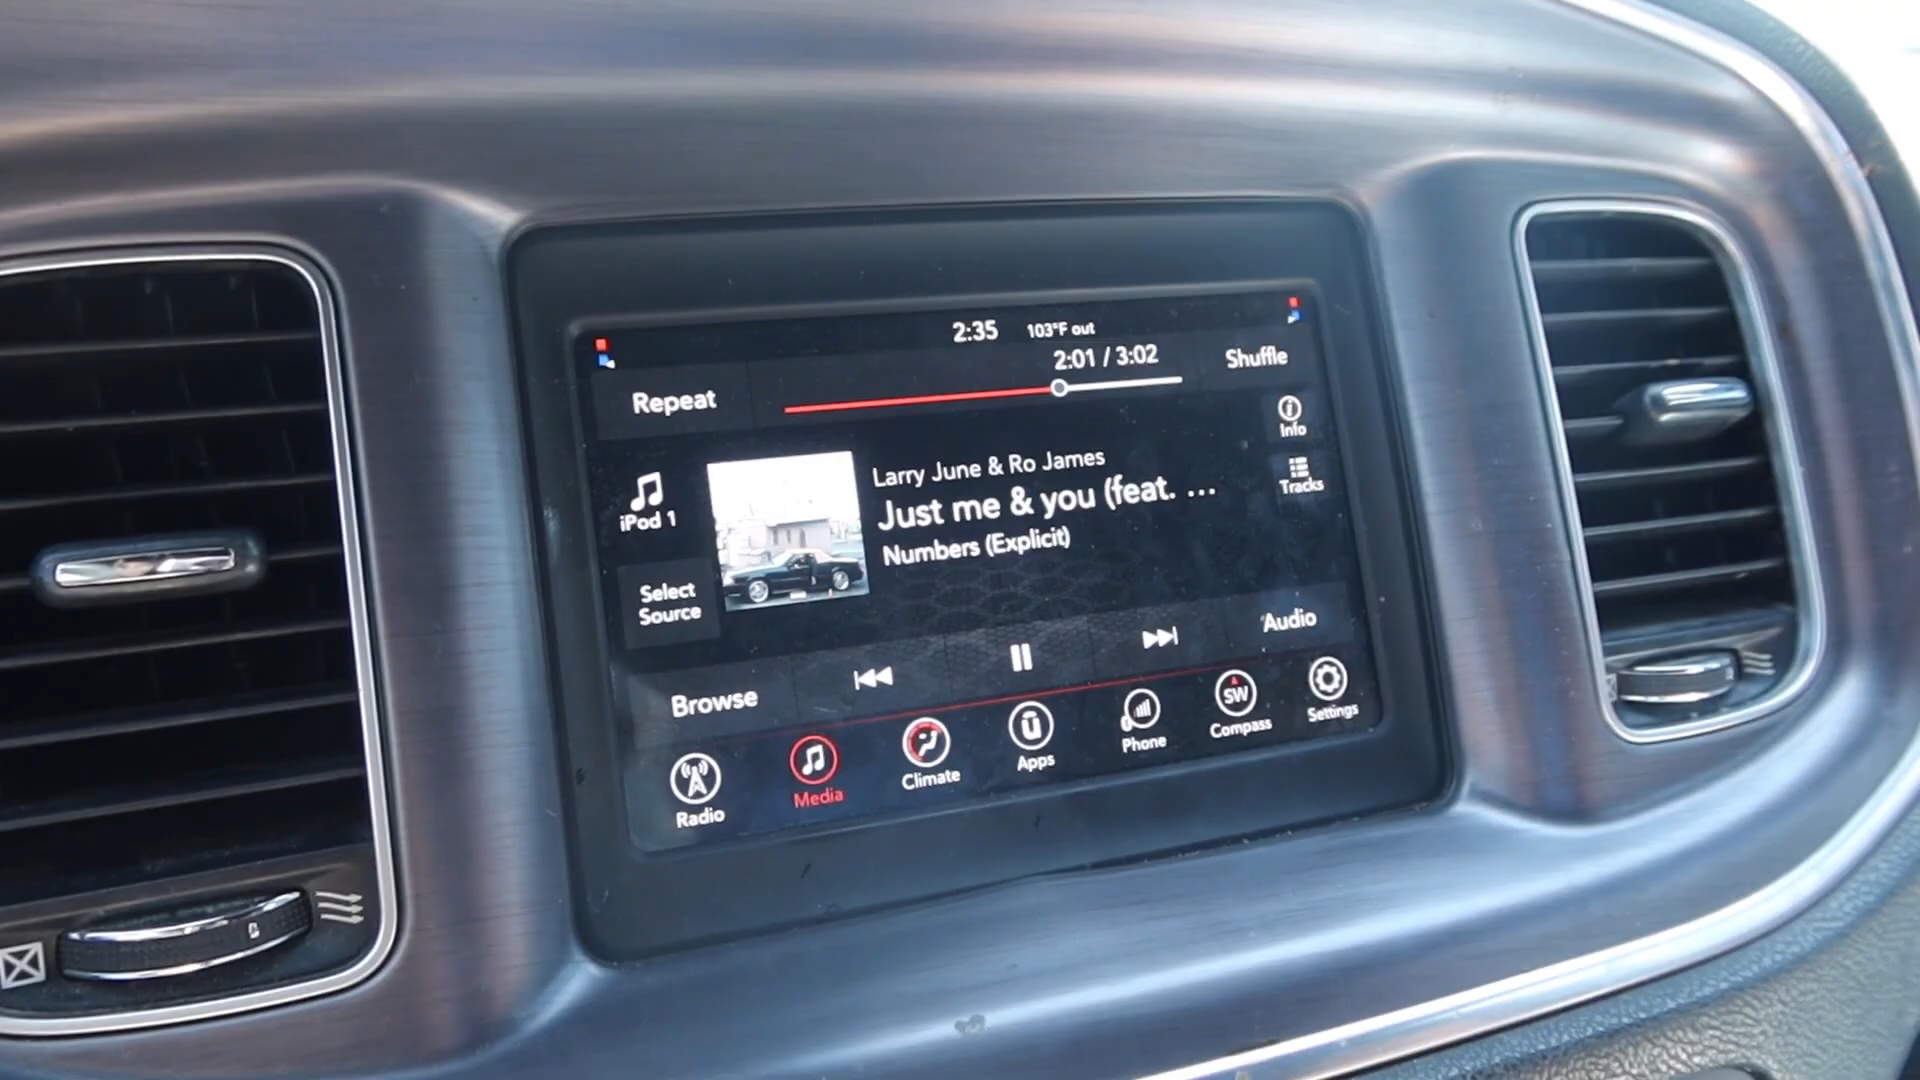 2:35 103°F out
2:01 / 3:02
Repeat
Shuffle
Info
iPod 1
Larry June & Ro James
Just me & you (feat. ...
Numbers (Explicit)
Tracks
Select
Source
Audio
Browse
Radio
Media
Climate
Apps
Phone
SW
Compass
Settings